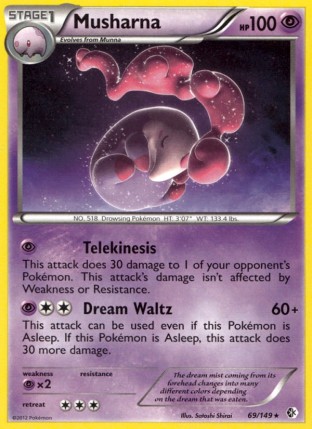 STAGE1
Musharna
HP100
Evolves from Munna
NO. 518 Drowsing Pokémon HT: 3'07" WT: 133.4 lbs.
Telekinesis
This attack does 30 damage to 1 of your opponent's
Pokémon. This attack's damage isn't affected by
Weakness or Resistance.
Dream Waltz 60+
This attack can be used even if this Pokémon is
Asleep. If this Pokémon is Asleep, this attack does
30 more damage.
weakness resistance
×2
The dream mist coming from its
forehead changes into many
different colors depending
on the dream that was eaten.
retreat
Illus. Satoshi Shirai 69/149 ★
©2012 Pokémon